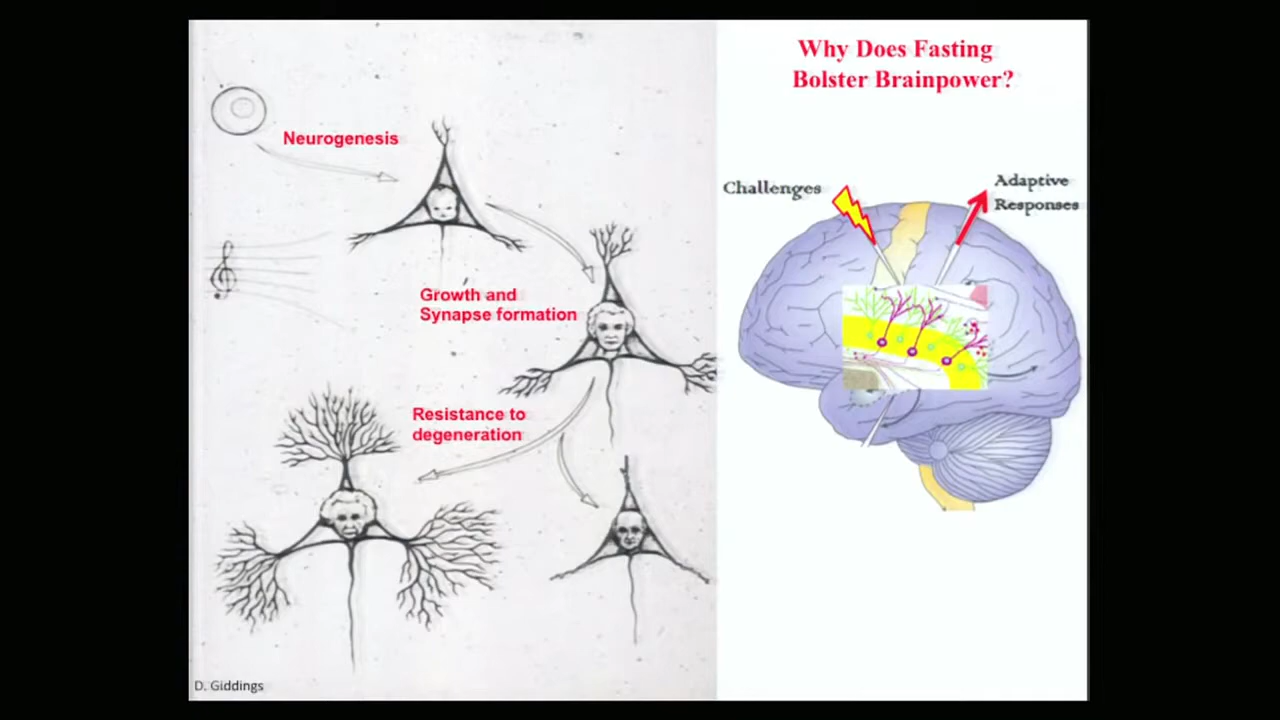 Why Does Fasting
Bolster Brainpower?
Neurogenesis
Growth and
Synapse formation
Resistance to
degeneration
D. Giddings
Challenges
Adaptive
Responses